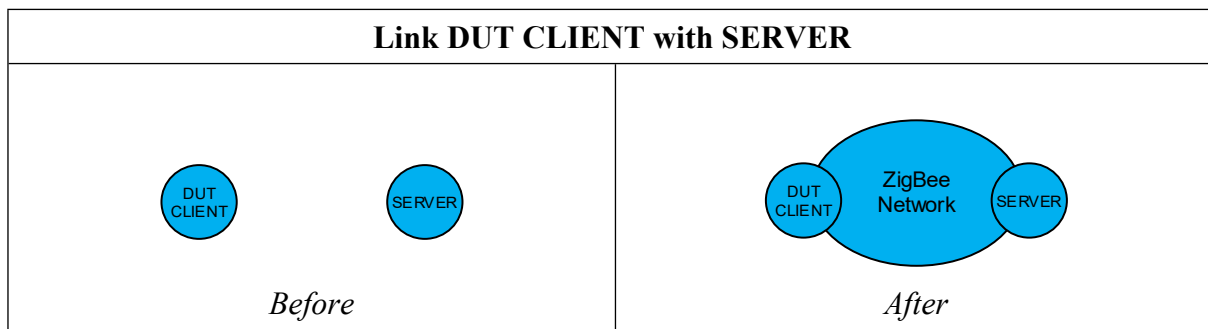 Link DUT CLIENT with SERVER
DUT
CLIENT
SERVER
Before
DUT
CLIENT
ZigBee
Network
SERVER
After